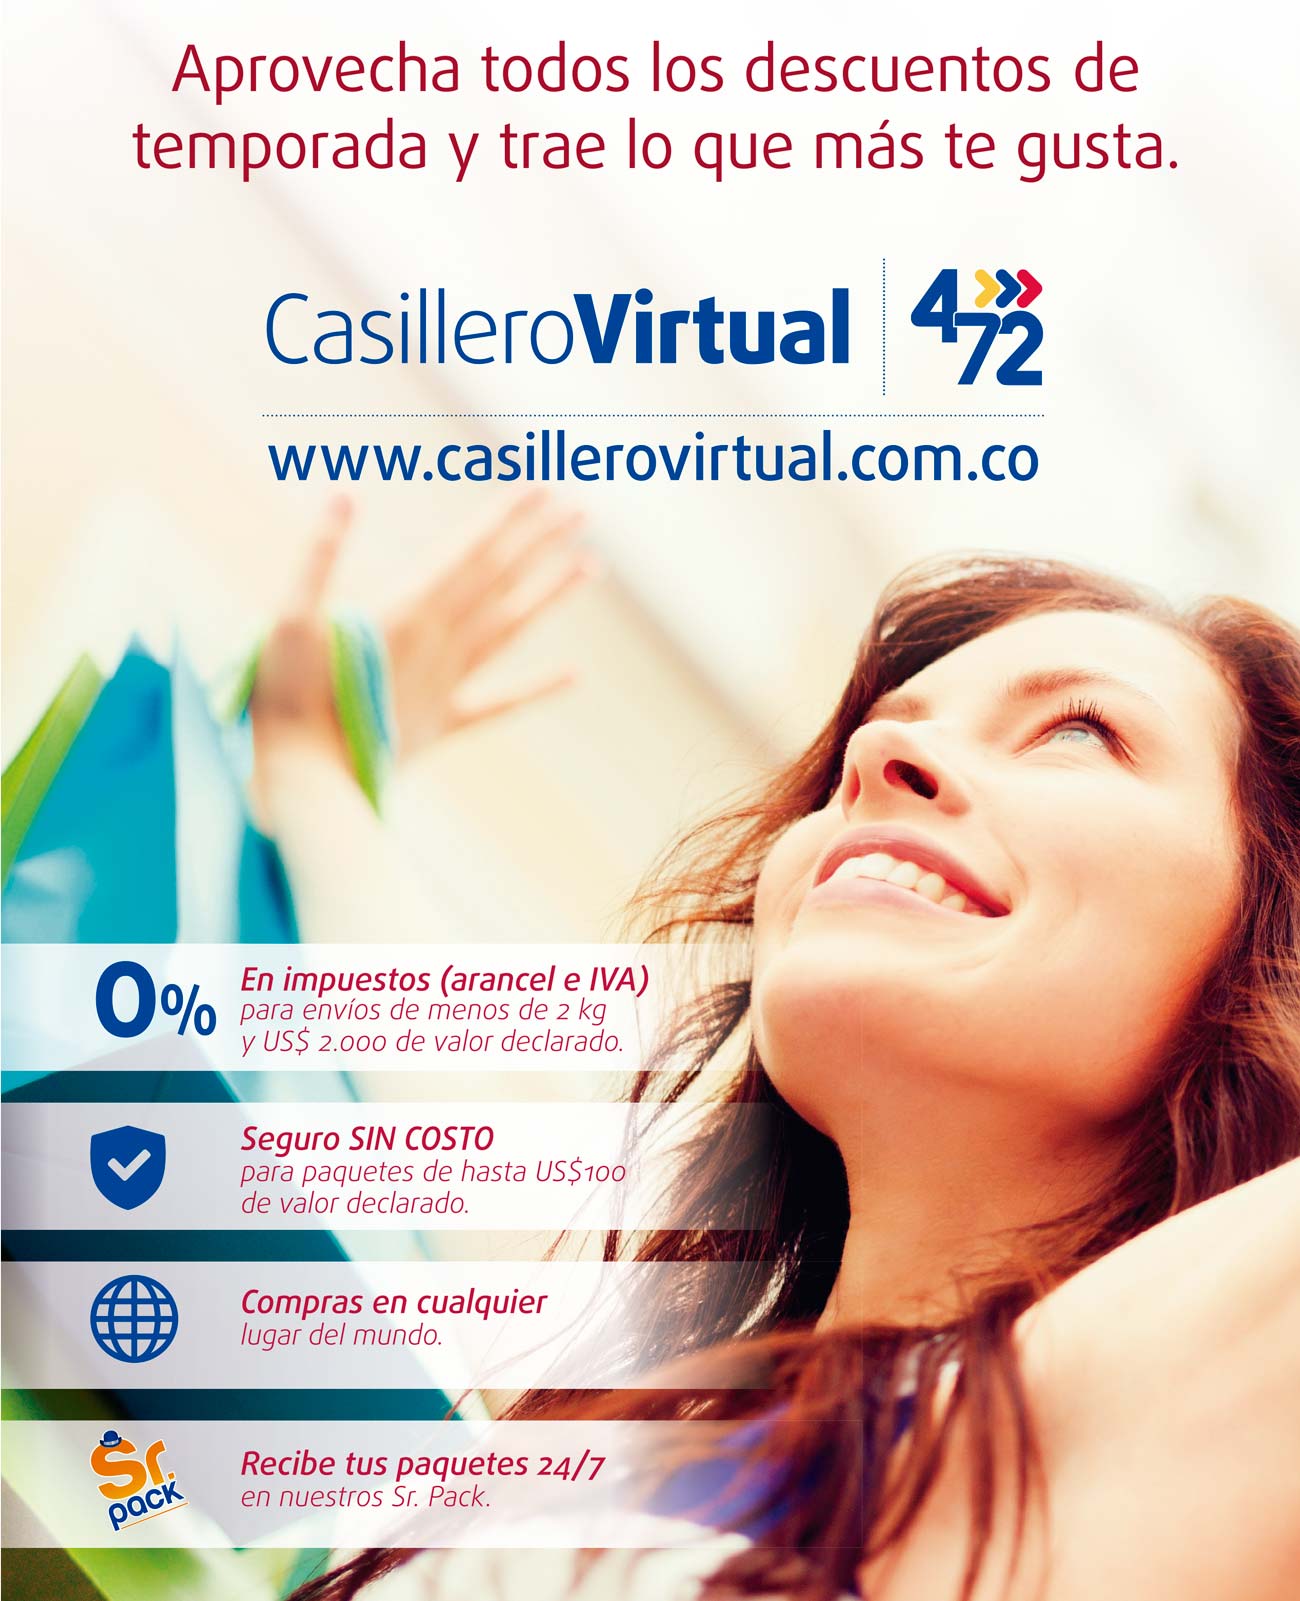 Aprovecha todos los descuentos de
temporada y trae lo que más te gusta.
CasilleroVirtual
472
www.casillerovirtual.com.co
0%
En impuestos (arancel e IVA)
para envíos de menos de 2 kg
y US$ 2.000 de valor declarado.
Seguro SIN COSTO
para paquetes de hasta US$100
de valor declarado.
Compras en cualquier
lugar del mundo.
Sr.
pack
Recibe tus paquetes 24/7
en nuestros Sr. Pack.